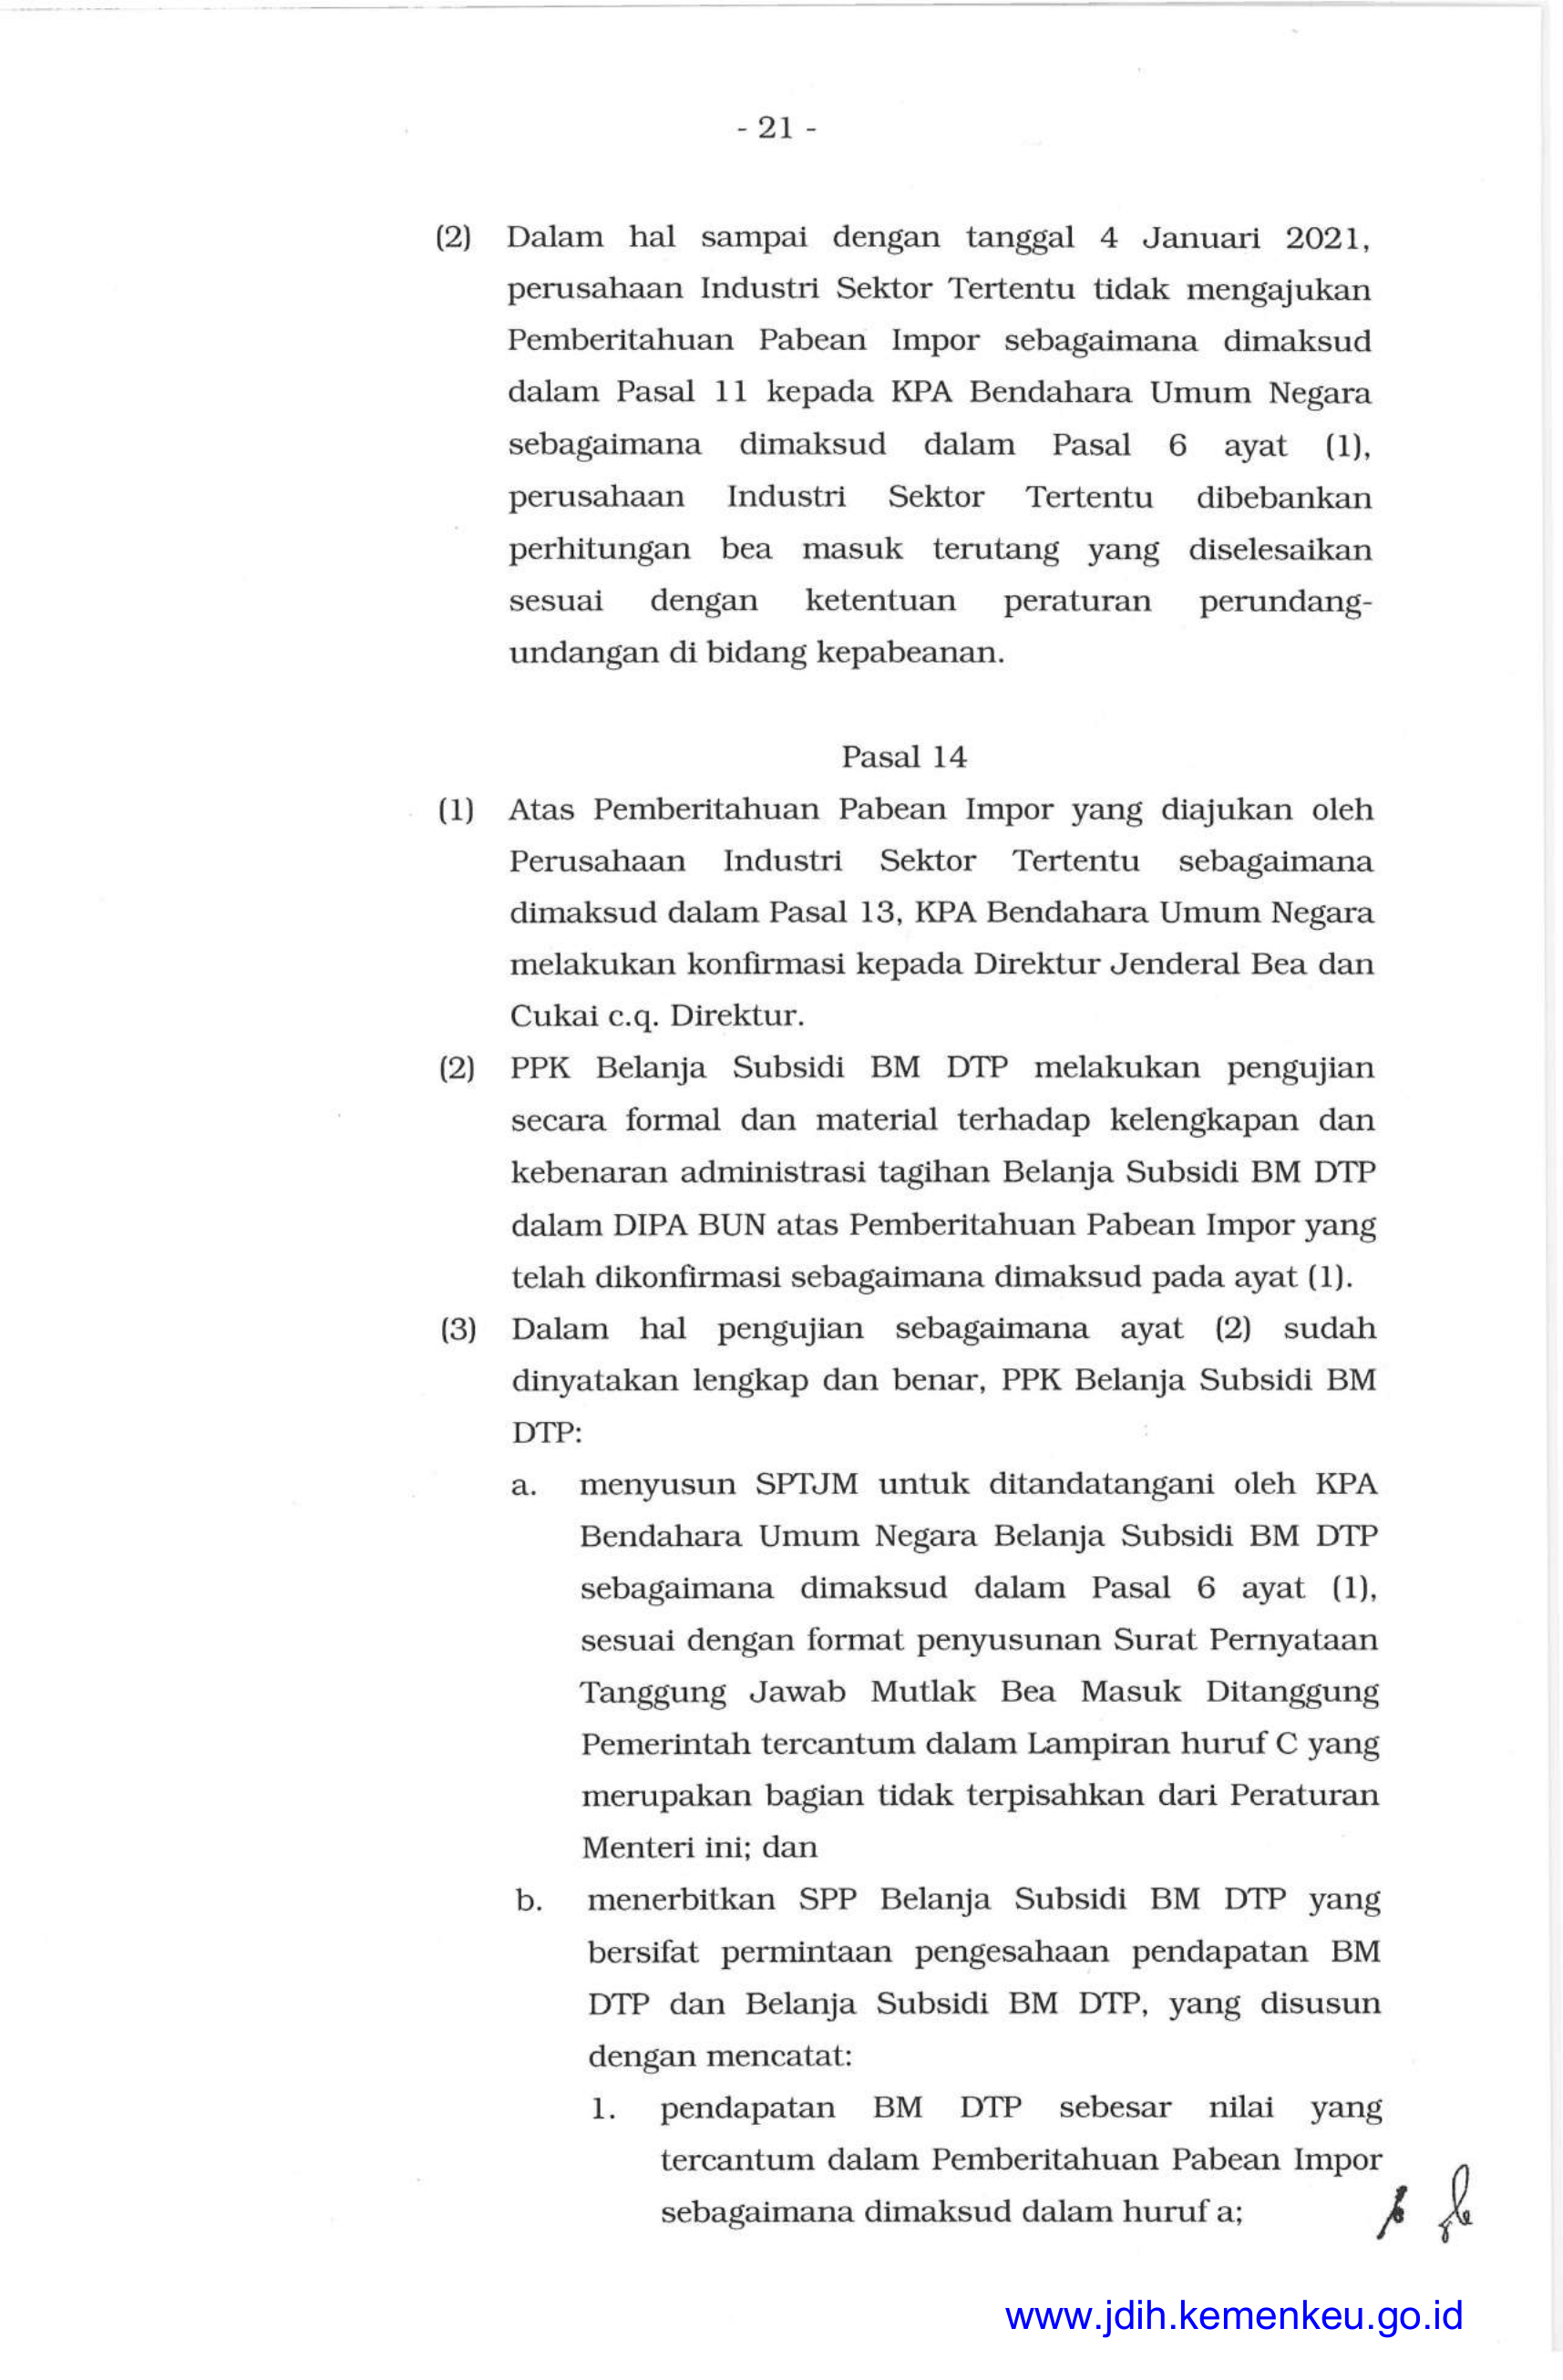 - 21 -
(2) Dalam hal sampai dengan tanggal 4 Januari 2021,
perusahaan Industri Sektor Tertentu tidak mengajukan
Pemberitahuan Pabean Impor sebagaimana dimaksud
dalam Pasal 11 kepada KPA Bendahara Umum Negara
sebagaimana dimaksud dalam Pasal 6 ayat (1),
perusahaan Industri Sektor Tertentu dibebankan
perhitungan bea masuk terutang yang diselesaikan
sesuai dengan ketentuan peraturan perundang-
undangan di bidang kepabeanan.
Pasal 14
(1) Atas Pemberitahuan Pabean Impor yang diajukan oleh
Perusahaan Industri Sektor Tertentu sebagaimana
dimaksud dalam Pasal 13, KPA Bendahara Umum Negara
melakukan konfirmasi kepada Direktur Jenderal Bea dan
Cukai c.q. Direktur.
(2) PPK Belanja Subsidi BM DTP melakukan pengujian
secara formal dan material terhadap kelengkapan dan
kebenaran administrasi tagihan Belanja Subsidi BM DTP
dalam DIPA BUN atas Pemberitahuan Pabean Impor yang
telah dikonfirmasi sebagaimana dimaksud pada ayat (1).
(3) Dalam hal pengujian sebagaimana ayat (2) sudah
dinyatakan lengkap dan benar, PPK Belanja Subsidi BM
DTP:
a. menyusun SPTJM untuk ditandatangani oleh KPA
Bendahara Umum Negara Belanja Subsidi BM DTP
sebagaimana dimaksud dalam Pasal 6 ayat (1),
sesuai dengan format penyusunan Surat Pernyataan
Tanggung Jawab Mutlak Bea Masuk Ditanggung
Pemerintah tercantum dalam Lampiran huruf C yang
merupakan bagian tidak terpisahkan dari Peraturan
Menteri ini; dan
b. menerbitkan SPP Belanja Subsidi BM DTP yang
bersifat permintaan pengesahaan pendapatan BM
DTP dan Belanja Subsidi BM DTP, yang disusun
dengan mencatat:
1. pendapatan BM DTP sebesar nilai yang
tercantum dalam Pemberitahuan Pabean Impor
sebagaimana dimaksud dalam huruf a;
www.jdih.kemenkeu.go.id